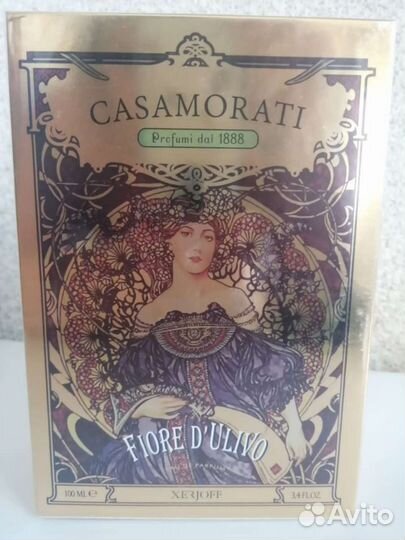 CASAMORATI
Profumi dal 1888
FIORE D'ULIVO
EAU DE PARFUM
100 ML e XERJOFF 3.4 FL.OZ
Avito